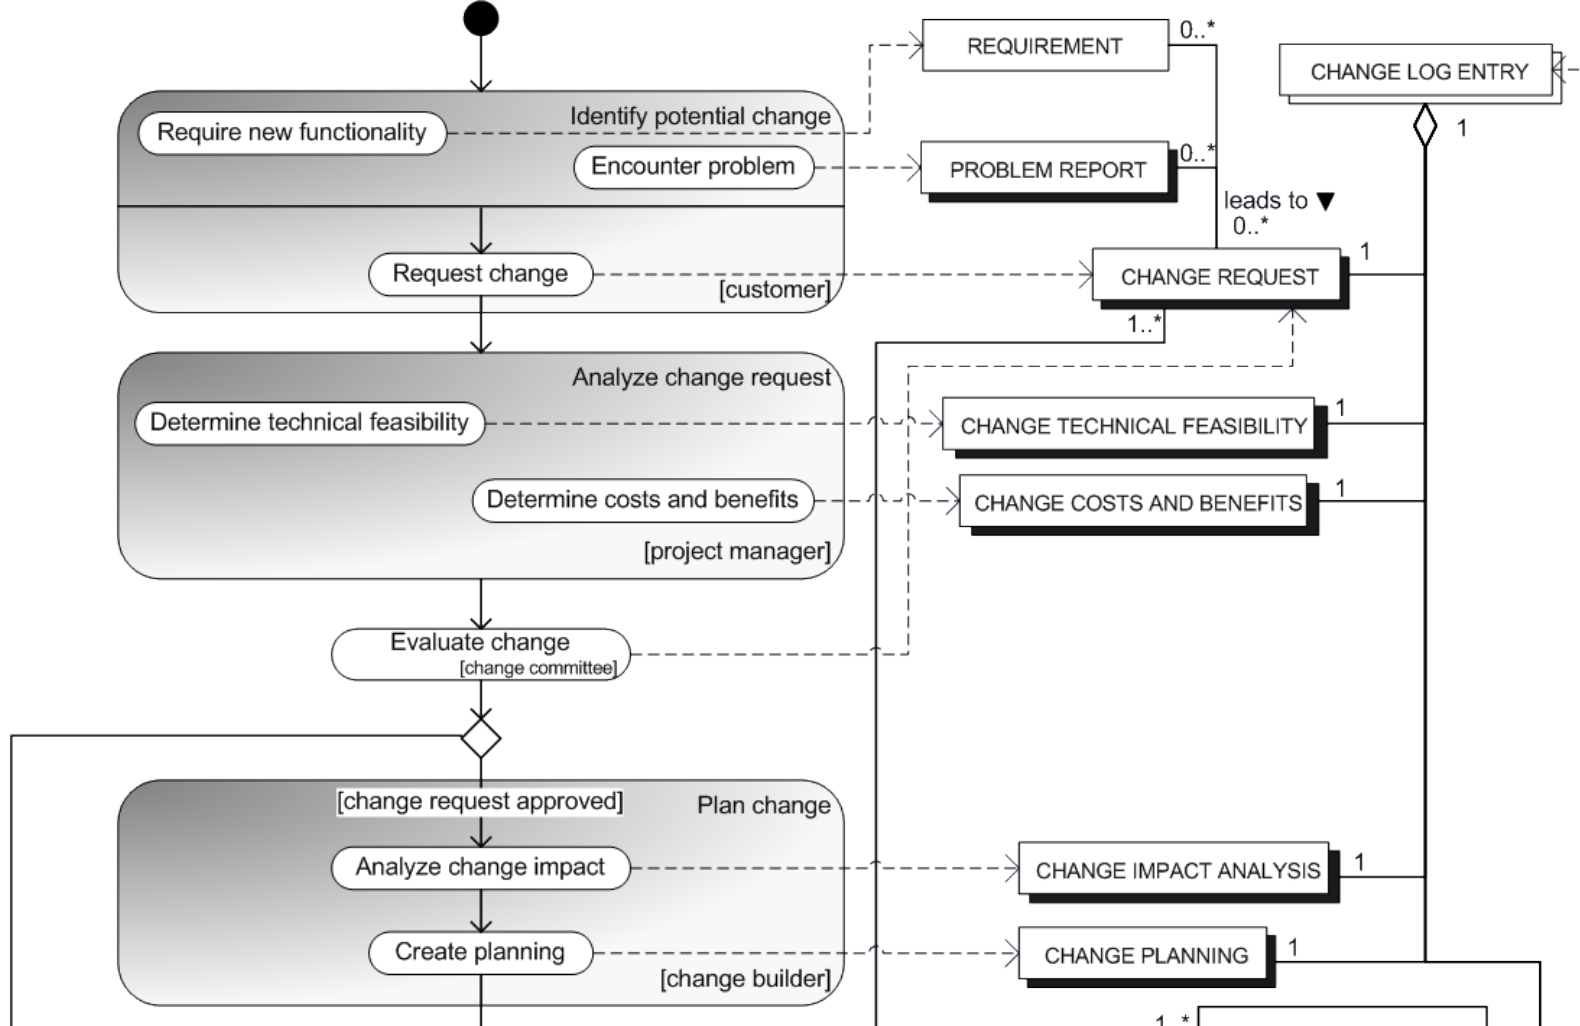 REQUIREMENT
0..*
CHANGE LOG ENTRY
1
Identify potential change
Require new functionality
Encounter problem
PROBLEM REPORT
0..*
leads to ▼
0..*
Request change
[customer]
CHANGE REQUEST
1
1..*
Analyze change request
Determine technical feasibility
CHANGE TECHNICAL FEASIBILITY
1
Determine costs and benefits
CHANGE COSTS AND BENEFITS
1
[project manager]
Evaluate change
[change committee]
[change request approved]
Plan change
Analyze change impact
CHANGE IMPACT ANALYSIS
1
Create planning
CHANGE PLANNING
1
[change builder]
1..*